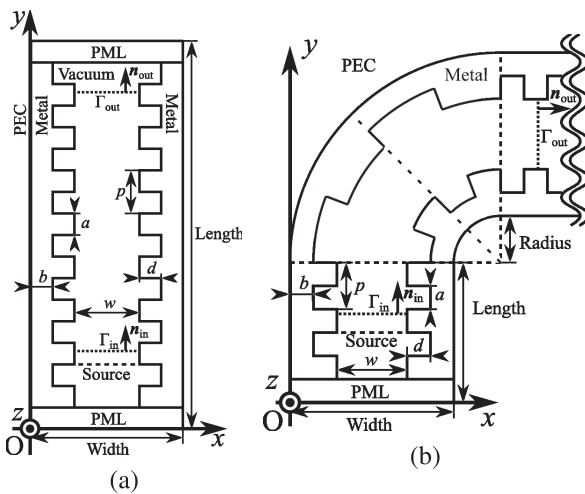 y
PML
Vacuum
n_out
Γ_out
PEC
Metal
Metal
p
a
Length
b
d
w
Γ_in
n_in
Source
z
PML
O
Width
x
(a)
y
PEC
Metal
n_out
Γ_out
Radius
b
p
Γ_in
n_in
a
Length
Source
d
w
z
PML
O
Width
x
(b)